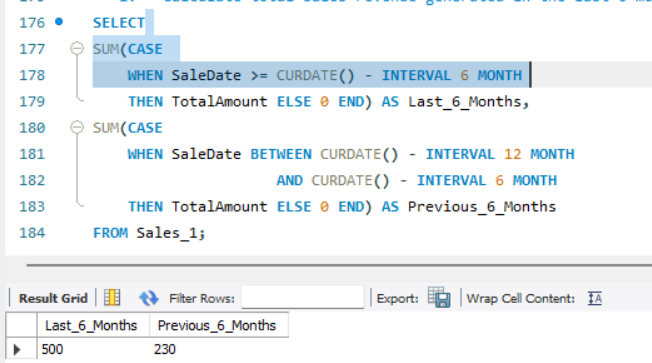 176 SELECT
177 SUM(CASE
178 WHEN SaleDate >= CURDATE() - INTERVAL 6 MONTH
179 THEN TotalAmount ELSE 0 END) AS Last_6_Months,
180 SUM(CASE
181 WHEN SaleDate BETWEEN CURDATE() - INTERVAL 12 MONTH
182 AND CURDATE() - INTERVAL 6 MONTH
183 THEN TotalAmount ELSE 0 END) AS Previous_6_Months
184 FROM Sales_1;
Result Grid Filter Rows: Export: Wrap Cell Content: IA
Last_6_Months Previous_6_Months
500 230